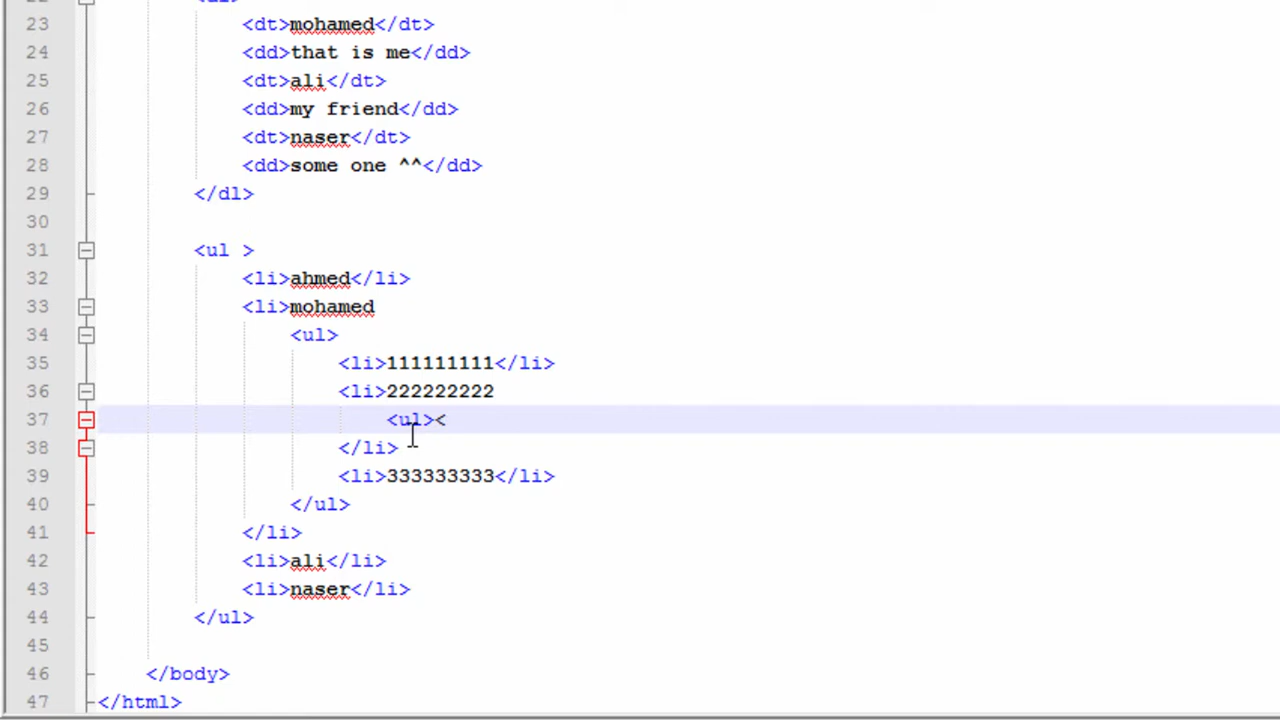 23 <dt>mohamed</dt>
24 <dd>that is me</dd>
25 <dt>ali</dt>
26 <dd>my friend</dd>
27 <dt>naser</dt>
28 <dd>some one ^^</dd>
29 </dl>
30
31 <ul >
32 <li>ahmed</li>
33 <li>mohamed
34 <ul>
35 <li>111111111</li>
36 <li>222222222
37 <ul><
38 </li>
39 <li>333333333</li>
40 </ul>
41 </li>
42 <li>ali</li>
43 <li>naser</li>
44 </ul>
45
46 </body>
47 </html>